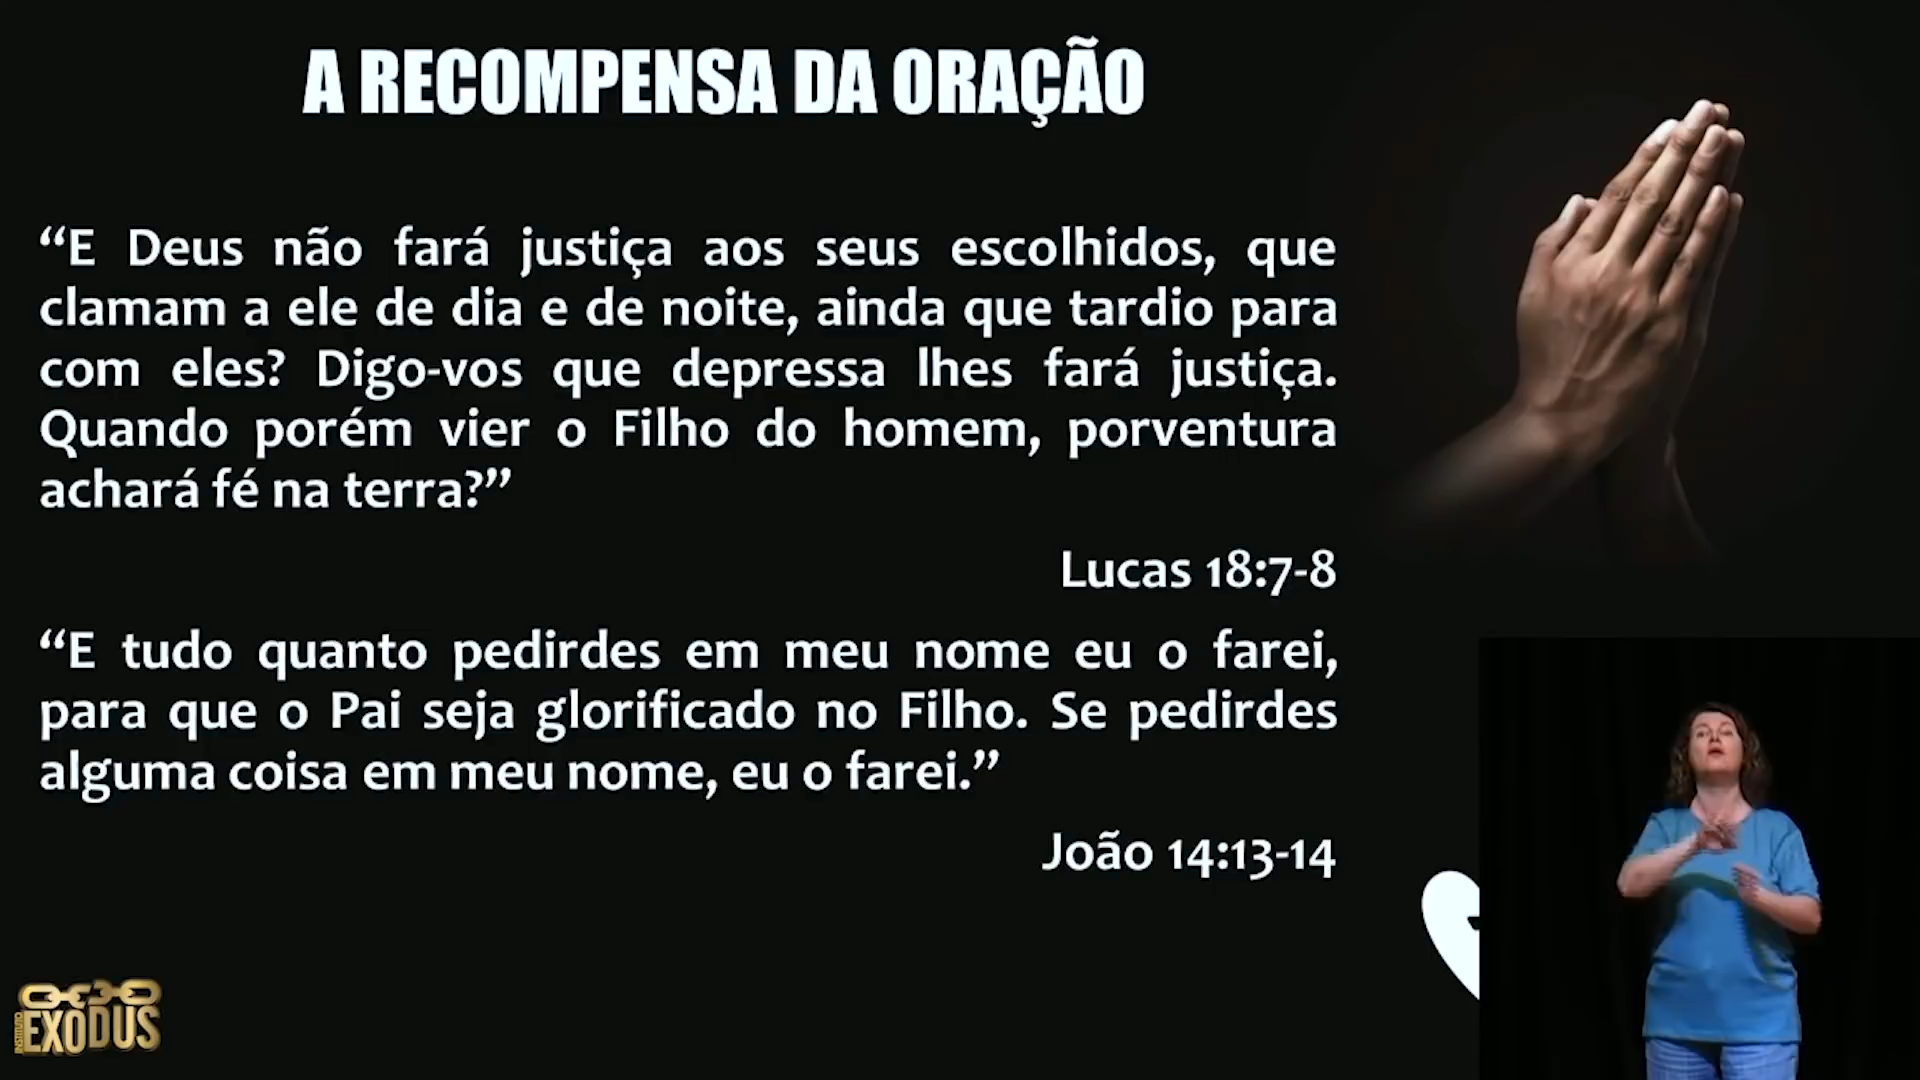 A RECOMPENSA DA ORAÇÃO
“E Deus não fará justiça aos seus escolhidos, que
clamam a ele de dia e de noite, ainda que tardio para
com eles? Digo-vos que depressa lhes fará justiça.
Quando porém vier o Filho do homem, porventura
achará fé na terra?”
Lucas 18:7-8
“E tudo quanto pedirdes em meu nome eu o farei,
para que o Pai seja glorificado no Filho. Se pedirdes
alguma coisa em meu nome, eu o farei.”
João 14:13-14
INSTITUTO
EXODUS